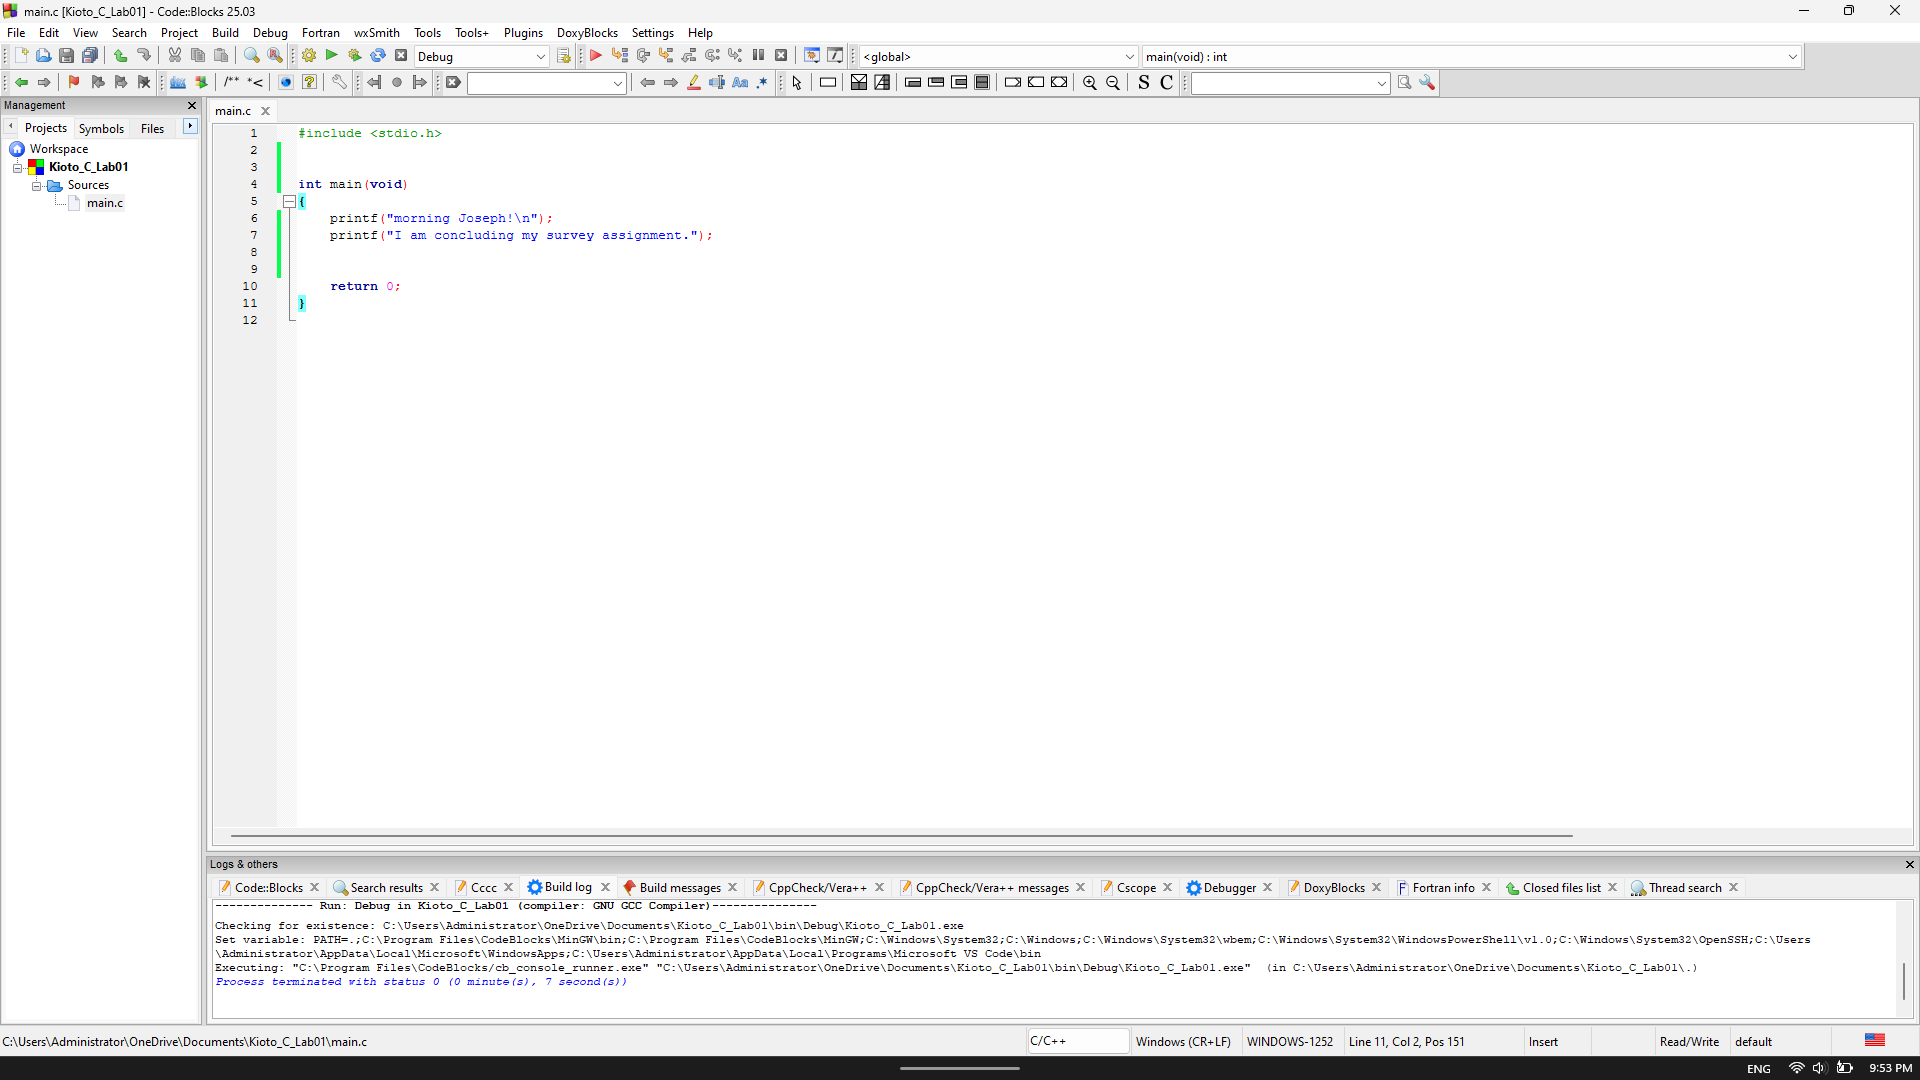 main.c [Kioto_C_Lab01] - Code::Blocks 25.03
File Edit View Search Project Build Debug Fortran wxSmith Tools Tools+ Plugins DoxyBlocks Settings Help
Debug <global> main(void) : int
/** *< Aa .* S C
Management
Projects Symbols Files
Workspace
Kioto_C_Lab01
Sources
main.c
main.c
1 #include <stdio.h>
2
3
4 int main(void)
5 {
6 printf("morning Joseph!\n");
7 printf("I am concluding my survey assignment.");
8
9
10 return 0;
11 }
12
Logs & others
Code::Blocks Search results Cccc Build log Build messages CppCheck/Vera++ CppCheck/Vera++ messages Cscope Debugger DoxyBlocks Fortran info Closed files list Thread search
-------------- Run: Debug in Kioto_C_Lab01 (compiler: GNU GCC Compiler)---------------
Checking for existence: C:\Users\Administrator\OneDrive\Documents\Kioto_C_Lab01\bin\Debug\Kioto_C_Lab01.exe
Set variable: PATH=.;C:\Program Files\CodeBlocks\MinGW\bin;C:\Program Files\CodeBlocks\MinGW;C:\Windows\System32;C:\Windows;C:\Windows\System32\wbem;C:\Windows\System32\WindowsPowerShell\v1.0;C:\Windows\System32\OpenSSH;C:\Users
\Administrator\AppData\Local\Microsoft\WindowsApps;C:\Users\Administrator\AppData\Local\Programs\Microsoft VS Code\bin
Executing: "C:\Program Files\CodeBlocks/cb_console_runner.exe" "C:\Users\Administrator\OneDrive\Documents\Kioto_C_Lab01\bin\Debug\Kioto_C_Lab01.exe" (in C:\Users\Administrator\OneDrive\Documents\Kioto_C_Lab01\.)
Process terminated with status 0 (0 minute(s), 7 second(s))
C:\Users\Administrator\OneDrive\Documents\Kioto_C_Lab01\main.c C/C++ Windows (CR+LF) WINDOWS-1252 Line 11, Col 2, Pos 151 Insert Read/Write default
ENG 9:53 PM